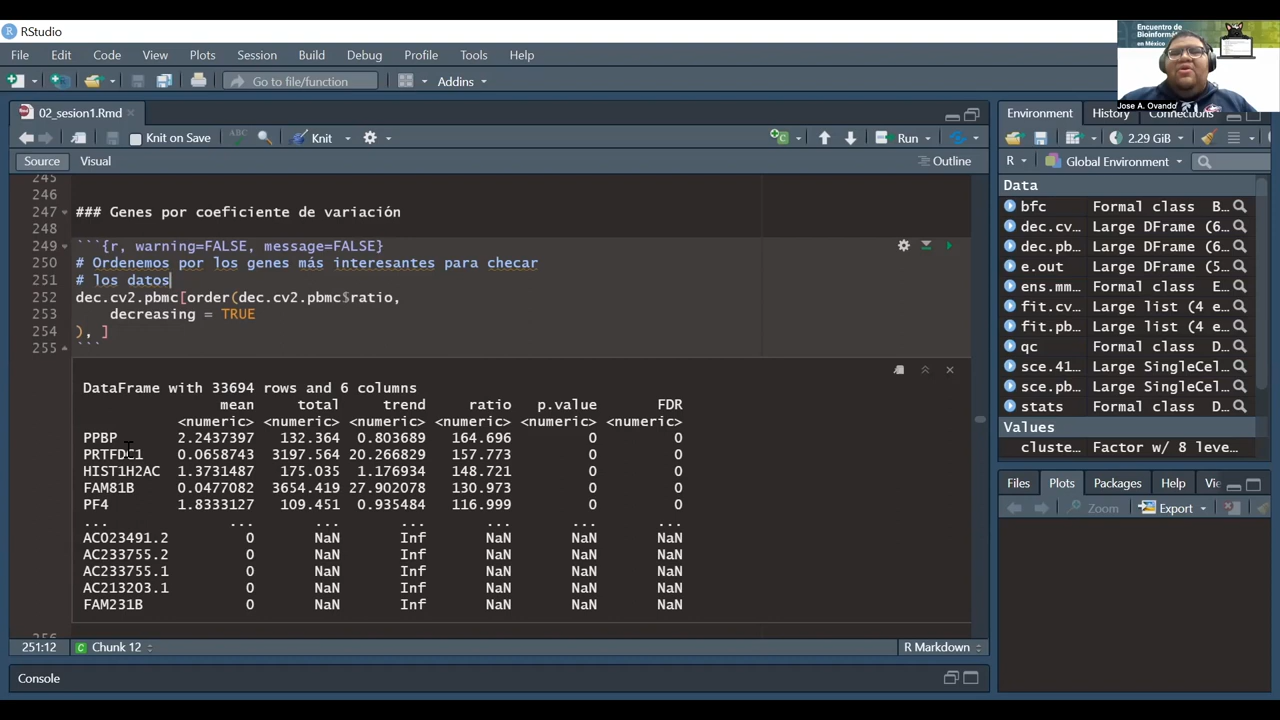 RStudio
File Edit Code View Plots Session Build Debug Profile Tools Help
Go to file/function Addins
Encuentro de
Bioinformá
en México
Jose A. Ovando
02_sesion1.Rmd
Knit on Save ABC Knit Run
Source Visual Outline
245
246
247 ### Genes por coeficiente de variación
248
249 ```{r, warning=FALSE, message=FALSE}
250 # Ordenemos por los genes más interesantes para checar
251 # los datos
252 dec.cv2.pbmc[order(dec.cv2.pbmc$ratio,
253 decreasing = TRUE
254 ), ]
255 ```
DataFrame with 33694 rows and 6 columns
mean total trend ratio p.value FDR
<numeric> <numeric> <numeric> <numeric> <numeric> <numeric>
PPBP 2.2437397 132.364 0.803689 164.696 0 0
PRTFDC1 0.0658743 3197.564 20.266829 157.773 0 0
HIST1H2AC 1.3731487 175.035 1.176934 148.721 0 0
FAM81B 0.0477082 3654.419 27.902078 130.973 0 0
PF4 1.8333127 109.451 0.935484 116.999 0 0
... ... ... ... ... ... ...
AC023491.2 0 NaN Inf NaN NaN NaN
AC233755.2 0 NaN Inf NaN NaN NaN
AC233755.1 0 NaN Inf NaN NaN NaN
AC213203.1 0 NaN Inf NaN NaN NaN
FAM231B 0 NaN Inf NaN NaN NaN
251:12 Chunk 12 R Markdown
Console
Environment History Connections
2.29 GiB
R Global Environment
Data
bfc Formal class B...
dec.cv... Large DFrame (6...
dec.pb... Large DFrame (6...
e.out Large DFrame (5...
ens.mm... Formal class E...
fit.cv... Large list (4 e...
fit.pb... Large list (4 e...
qc Formal class D...
sce.41... Large SingleCel...
sce.pb... Large SingleCel...
stats Formal class D...
Values
cluste... Factor w/ 8 leve...
Files Plots Packages Help Vi
Zoom Export